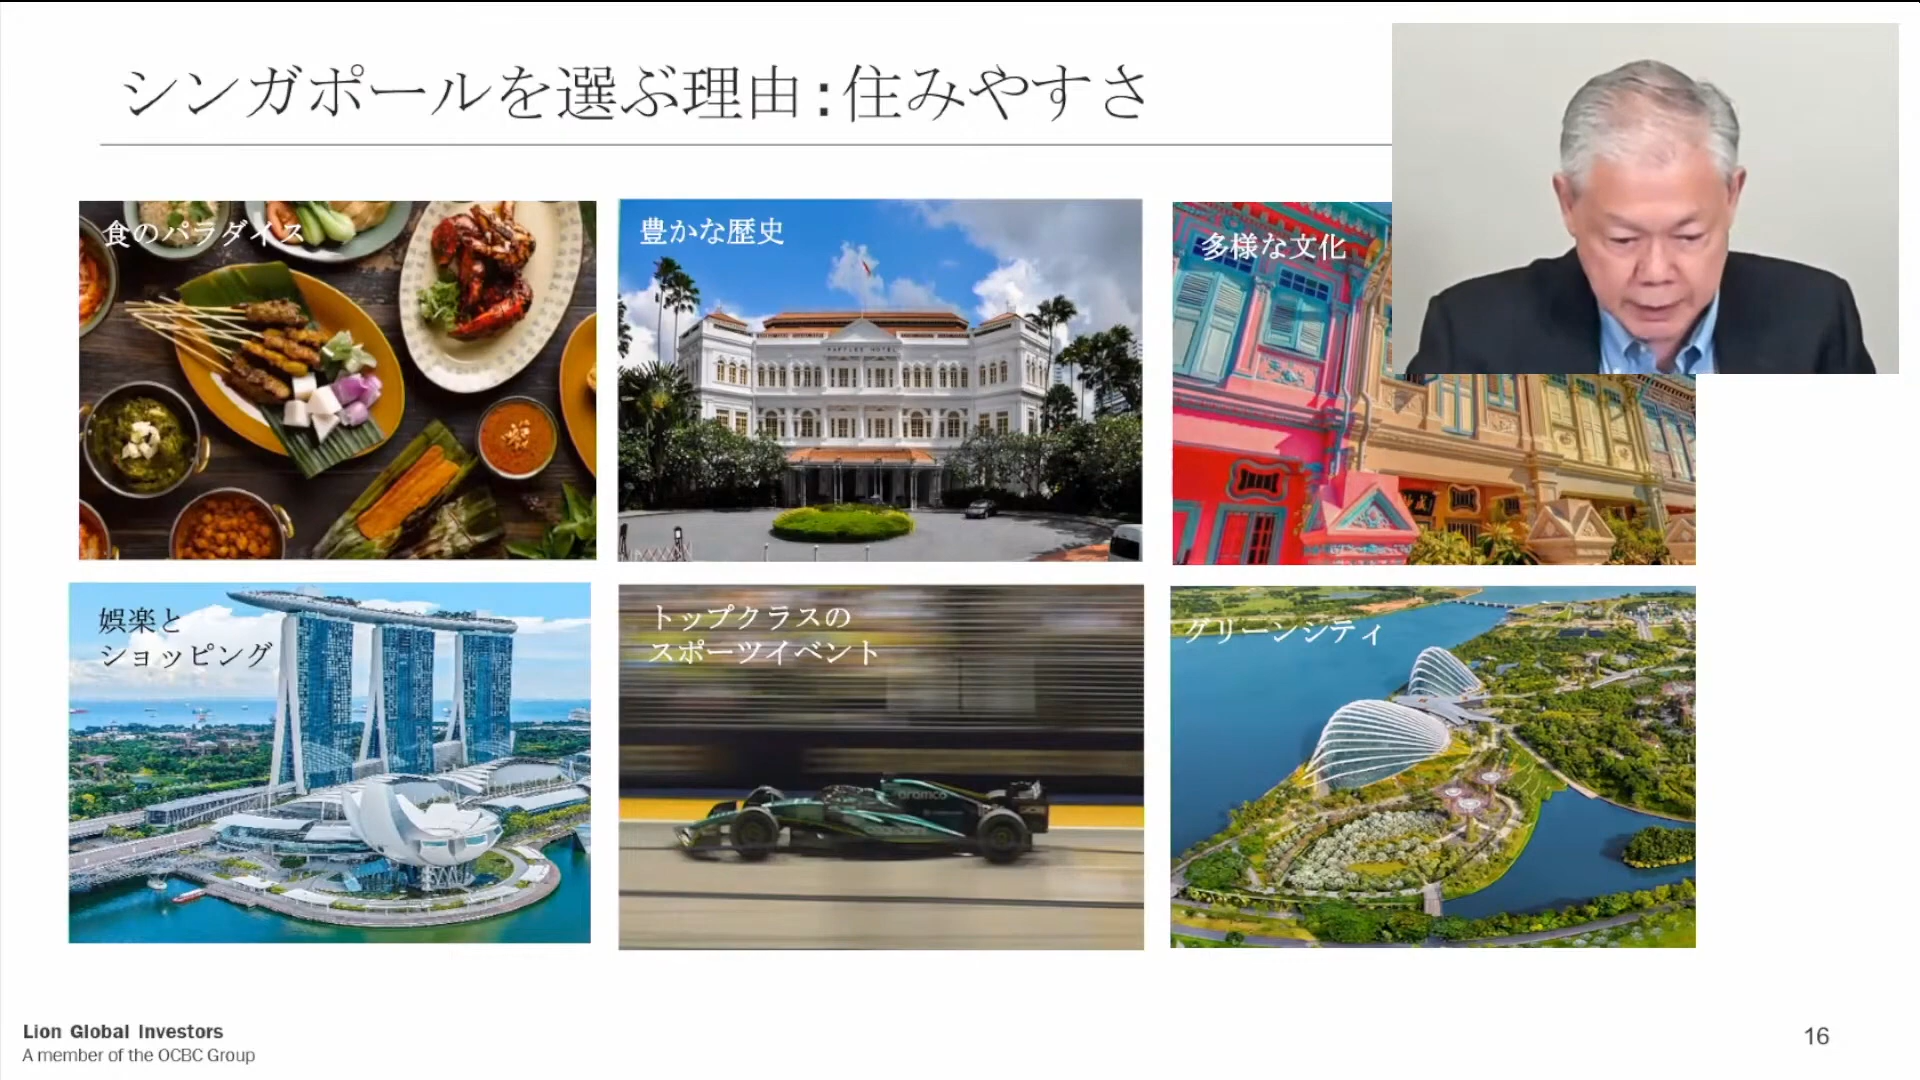 シンガポールを選ぶ理由:住みやすさ
食のパラダイス
豊かな歴史
RAFFLES HOTEL
多様な文化
娯楽と
ショッピング
トップクラスの
スポーツイベント
aramco
グリーンシティ
Lion Global Investors
A member of the OCBC Group
16